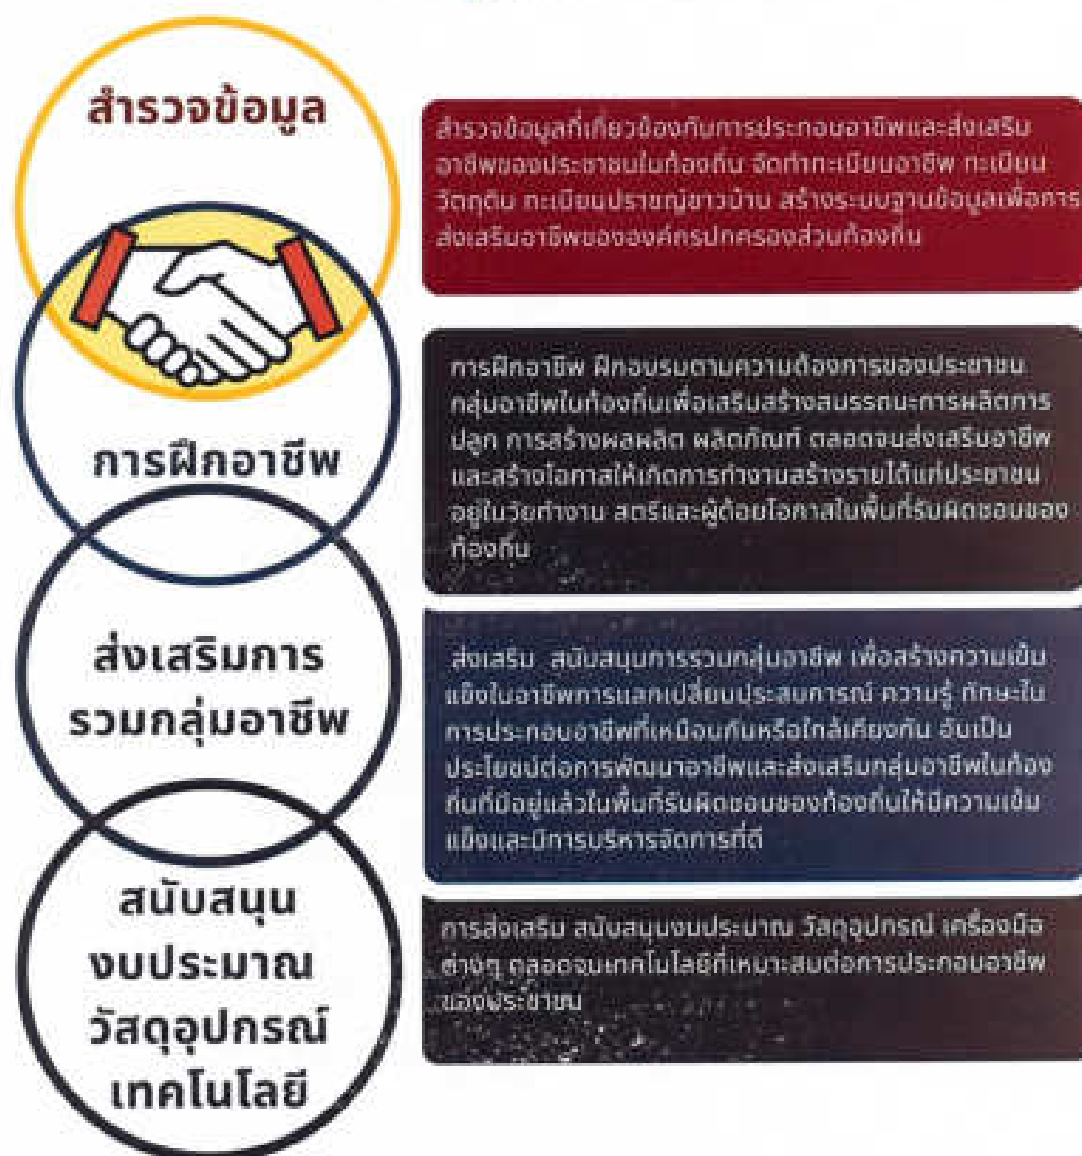 สำรวจข้อมูล
สำรวจข้อมูลที่เกี่ยวข้องกับการประกอบอาชีพและส่งเสริม
อาชีพของประชาชนในท้องถิ่น จัดทำทะเบียนอาชีพ ทะเบียน
วัตถุดิบ ทะเบียนปราชญ์ชาวบ้าน สร้างระบบฐานข้อมูลเพื่อการ
ส่งเสริมอาชีพขององค์กรปกครองส่วนท้องถิ่น
การฝึกอาชีพ
การฝึกอาชีพ ฝึกอบรมตามความต้องการของประชาชน
กลุ่มอาชีพในท้องถิ่นเพื่อเสริมสร้างสมรรถนะการผลิตการ
ปลูก การสร้างผลผลิต ผลิตภัณฑ์ ตลอดจนส่งเสริมอาชีพ
และสร้างโอกาสให้เกิดการทำงานสร้างรายได้แก่ประชาชน
อยู่ในวัยทำงาน สตรีและผู้ด้อยโอกาสในพื้นที่รับผิดชอบของ
ท้องถิ่น
ส่งเสริมการ
รวมกลุ่มอาชีพ
ส่งเสริม สนับสนุนการรวมกลุ่มอาชีพ เพื่อสร้างความเข้ม
แข็งในอาชีพการแลกเปลี่ยนประสบการณ์ ความรู้ ทักษะใน
การประกอบอาชีพที่เหมือนกันหรือใกล้เคียงกัน อันเป็น
ประโยชน์ต่อการพัฒนาอาชีพและส่งเสริมกลุ่มอาชีพในท้อง
ถิ่นที่มีอยู่แล้วในพื้นที่รับผิดชอบของท้องถิ่นให้มีความเข้ม
แข็งและมีการบริหารจัดการที่ดี
สนับสนุน
งบประมาณ
วัสดุอุปกรณ์
เทคโนโลยี
การส่งเสริม สนับสนุนงบประมาณ วัสดุอุปกรณ์ เครื่องมือ
ต่างๆ ตลอดจนเทคโนโลยีที่เหมาะสมต่อการประกอบอาชีพ
ของประชาชน